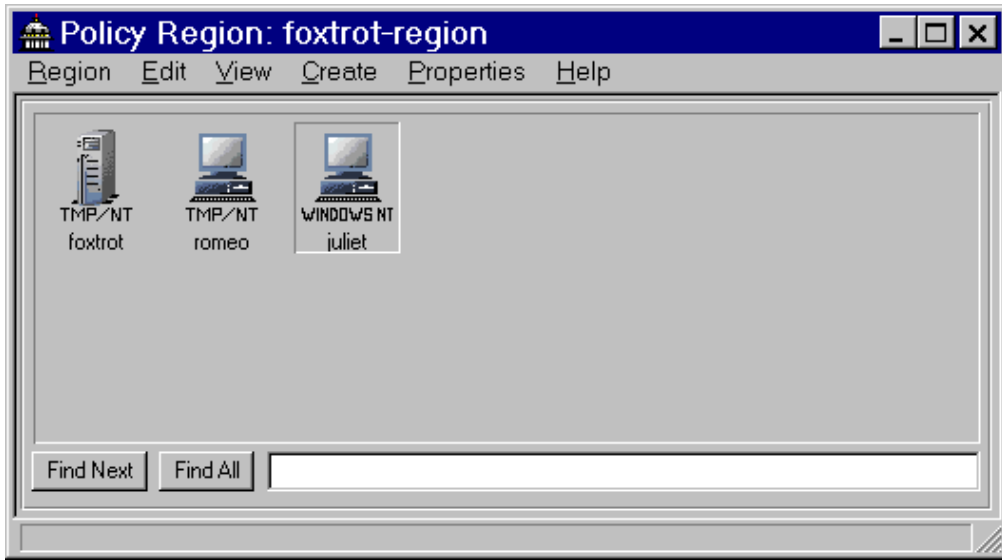 Policy Region: foxtrot-region
Region Edit View Create Properties Help
TMP/NT TMP/NT WINDOWS NT
foxtrot romeo juliet
Find Next Find All